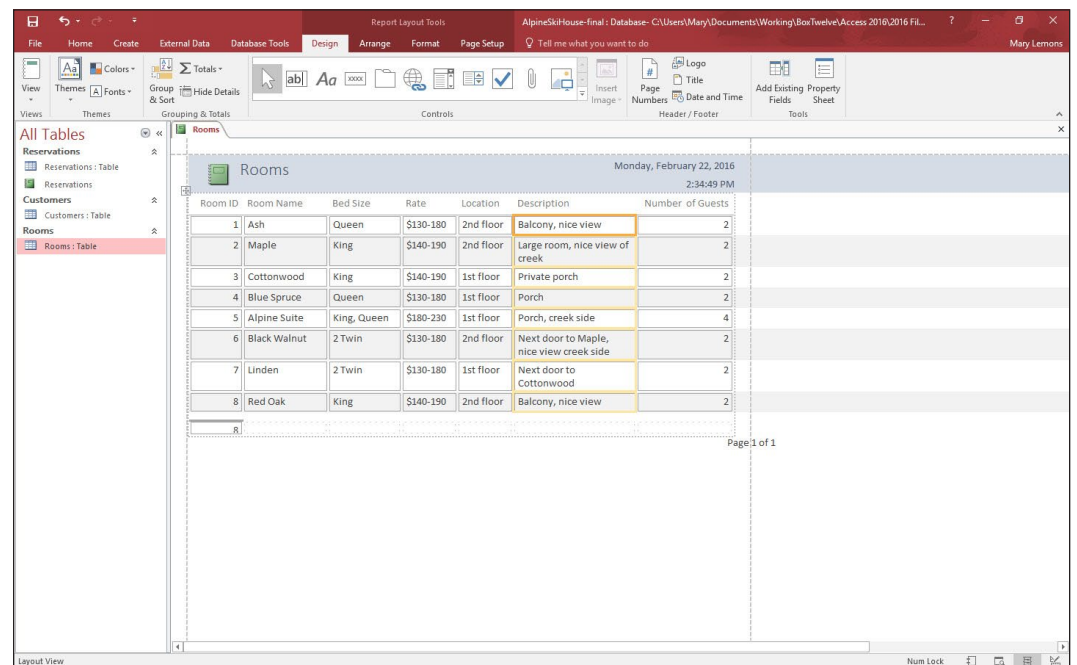 Report Layout Tools
AlpineSkiHouse-final : Database- C:\Users\Mary\Documents\Working\BoxTwelve\Access 2016\2016 Fil...
?
File Home Create External Data Database Tools Design Arrange Format Page Setup Tell me what you want to do Mary Lemons
View
Themes
Aa
Colors
A Fonts
Group & Sort
Σ Totals
Hide Details
ab| Aa xxxx
Insert Image
Page Numbers
Logo
Title
Date and Time
Add Existing Fields
Property Sheet
Views Themes Grouping & Totals Controls Header / Footer Tools
All Tables
Reservations
Reservations : Table
Reservations
Customers
Customers : Table
Rooms
Rooms : Table
Rooms
Rooms
Monday, February 22, 2016
2:34:49 PM
Room ID Room Name Bed Size Rate Location Description Number of Guests
1 Ash Queen $130-180 2nd floor Balcony, nice view 2
2 Maple King $140-190 2nd floor Large room, nice view of creek 2
3 Cottonwood King $140-190 1st floor Private porch 2
4 Blue Spruce Queen $130-180 1st floor Porch 2
5 Alpine Suite King, Queen $180-230 1st floor Porch, creek side 4
6 Black Walnut 2 Twin $130-180 2nd floor Next door to Maple, nice view creek side 2
7 Linden 2 Twin $130-180 1st floor Next door to Cottonwood 2
8 Red Oak King $140-190 2nd floor Balcony, nice view 2
8
Page 1 of 1
Layout View
Num Lock